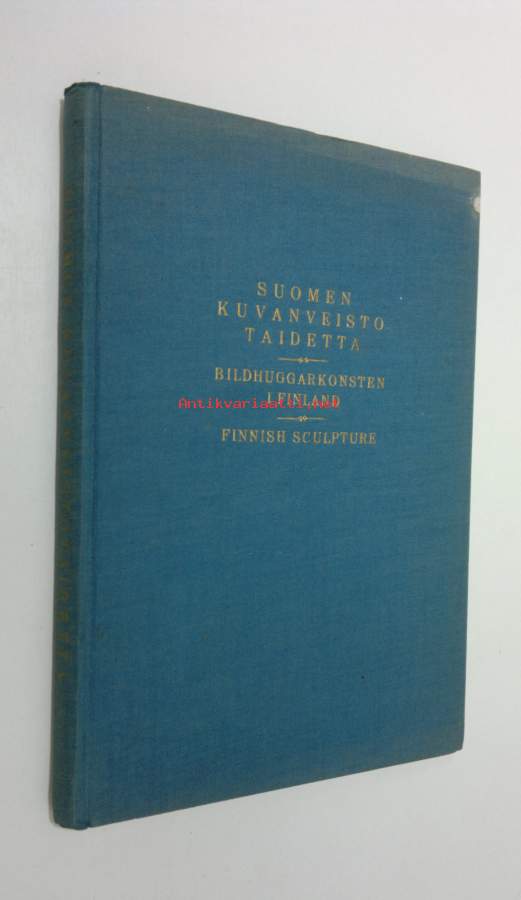 SUOMEN
KUVANVEISTO
TAIDETTA
BILDHUGGARKONSTEN
I FINLAND
Antikvariaatti.net
FINNISH SCULPTURE